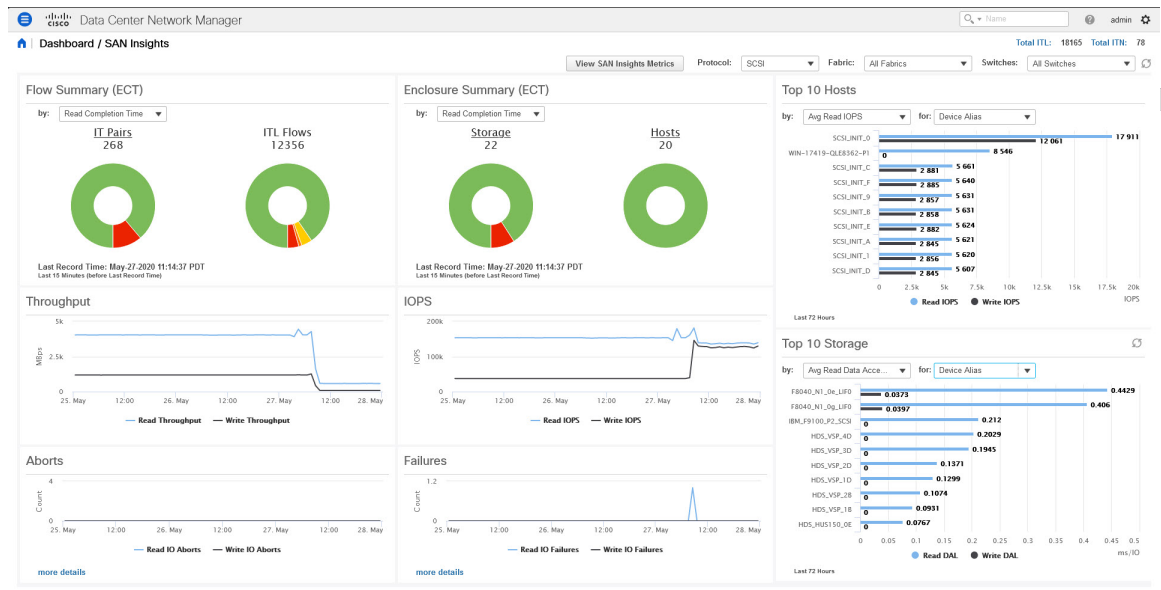 cisco Data Center Network Manager
Name
admin
Dashboard / SAN Insights
Total ITL: 18165 Total ITN: 78
View SAN Insights Metrics Protocol: SCSI Fabric: All Fabrics Switches: All Switches
Flow Summary (ECT)
by: Read Completion Time
IT Pairs
268
ITL Flows
12356
Last Record Time: May-27-2020 11:14:37 PDT
Last 15 Minutes (before Last Record Time)
Enclosure Summary (ECT)
by: Read Completion Time
Storage
22
Hosts
20
Last Record Time: May-27-2020 11:14:37 PDT
Last 15 Minutes (before Last Record Time)
Top 10 Hosts
by: Avg Read IOPS for: Device Alias
SCSI_INIT_0 17 911
12 061
WIN-17419-QLE8362-P1 8 546
0
SCSI_INIT_C 5 661
2 881
SCSI_INIT_F 5 640
2 885
SCSI_INIT_9 5 631
2 857
SCSI_INIT_8 5 631
2 858
SCSI_INIT_E 5 624
2 882
SCSI_INIT_A 5 621
2 845
SCSI_INIT_1 5 620
2 856
SCSI_INIT_D 5 607
2 845
0 2.5k 5k 7.5k 10k 12.5k 15k 17.5k 20k
IOPS
Read IOPS Write IOPS
Last 72 Hours
Throughput
5k
2.5k
0
MBps
25. May 12:00 26. May 12:00 27. May 12:00 28. May
Read Throughput Write Throughput
IOPS
200k
100k
0
IOPS
25. May 12:00 26. May 12:00 27. May 12:00 28. May
Read IOPS Write IOPS
Top 10 Storage
by: Avg Read Data Acce... for: Device Alias
F8040_N1_0e_LIF0 0.4429
0.0373
F8040_N1_0g_LIF0 0.406
0.0397
IBM_F9100_P2_SCSI 0.212
0
HDS_VSP_4D 0.2029
0
HDS_VSP_3D 0.1945
0
HDS_VSP_2D 0.1371
0
HDS_VSP_1D 0.1299
0
HDS_VSP_2B 0.1074
0
HDS_VSP_1B 0.0931
0
HDS_HUS150_0E 0.0767
0
0 0.05 0.1 0.15 0.2 0.25 0.3 0.35 0.4 0.45 0.5
ms/IO
Read DAL Write DAL
Last 72 Hours
Aborts
4
0
Count
25. May 12:00 26. May 12:00 27. May 12:00 28. May
Read IO Aborts Write IO Aborts
more details
Failures
1.2
0
Count
25. May 12:00 26. May 12:00 27. May 12:00 28. May
Read IO Failures Write IO Failures
more details